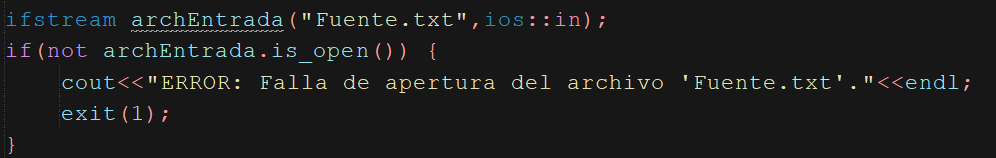 ifstream archEntrada("Fuente.txt",ios::in);
if(not archEntrada.is_open()) {
    cout<<"ERROR: Falla de apertura del archivo 'Fuente.txt'."<<endl;
    exit(1);
}